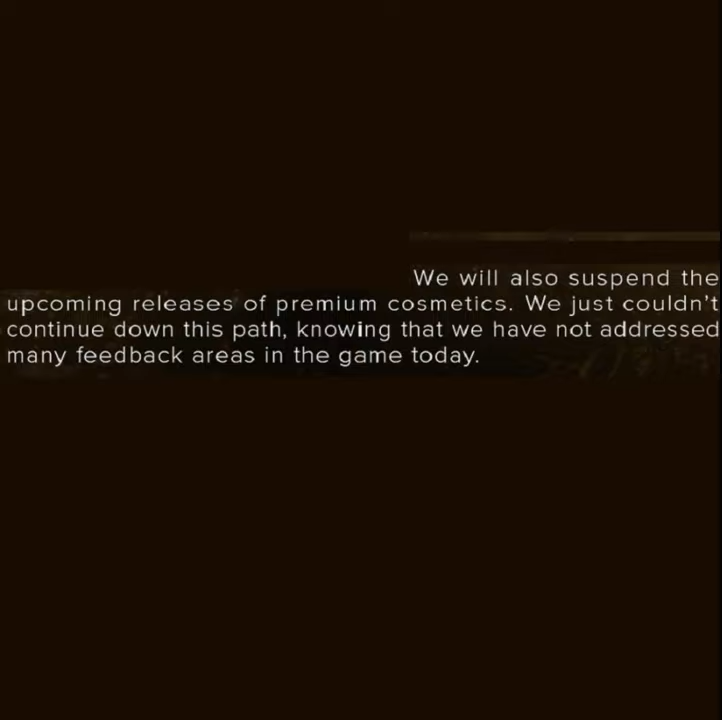 We will also suspend the
upcoming releases of premium cosmetics. We just couldn't
continue down this path, knowing that we have not addressed
many feedback areas in the game today.